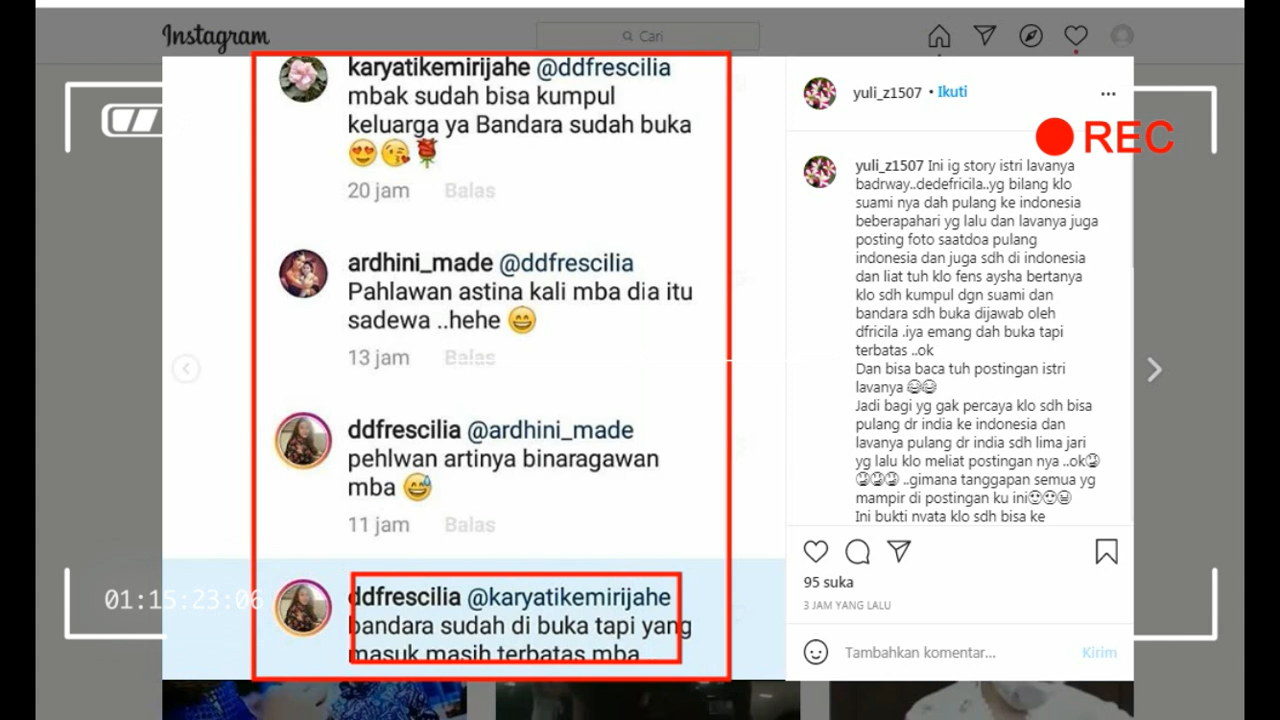 Instagram
Cari
karyatikemirijahe @ddfrescilia
mbak sudah bisa kumpul
keluarga ya Bandara sudah buka
😍😘🌹
20 jam Balas
ardhini_made @ddfrescilia
Pahlawan astina kali mba dia itu
sadewa ..hehe 😄
13 jam Balas
ddfrescilia @ardhini_made
pehlwan artinya binaragawan
mba 😅
11 jam Balas
ddfrescilia @karyatikemirijahe
bandara sudah di buka tapi yang
masuk masih terbatas mba
01:15:23:06
yuli_z1507 • Ikuti
REC
yuli_z1507 Ini ig story istri lavanya
badrway..dedefricila..yg bilang klo
suami nya dah pulang ke indonesia
beberapahari yg lalu dan lavanya juga
posting foto saatdoa pulang
indonesia dan juga sdh di indonesia
dan liat tuh klo fens aysha bertanya
klo sdh kumpul dgn suami dan
bandara sdh buka dijawab oleh
dfricila .iya emang dah buka tapi
terbatas ..ok
Dan bisa baca tuh postingan istri
lavanya 😂😂
Jadi bagi yg gak percaya klo sdh bisa
pulang dr india ke indonesia dan
lavanya pulang dr india sdh lima jari
yg lalu klo meliat postingan nya ..ok
..gimana tanggapan semua yg
mampir di postingan ku ini
Ini bukti nyata klo sdh bisa ke
95 suka
3 JAM YANG LALU
Tambahkan komentar...
Kirim